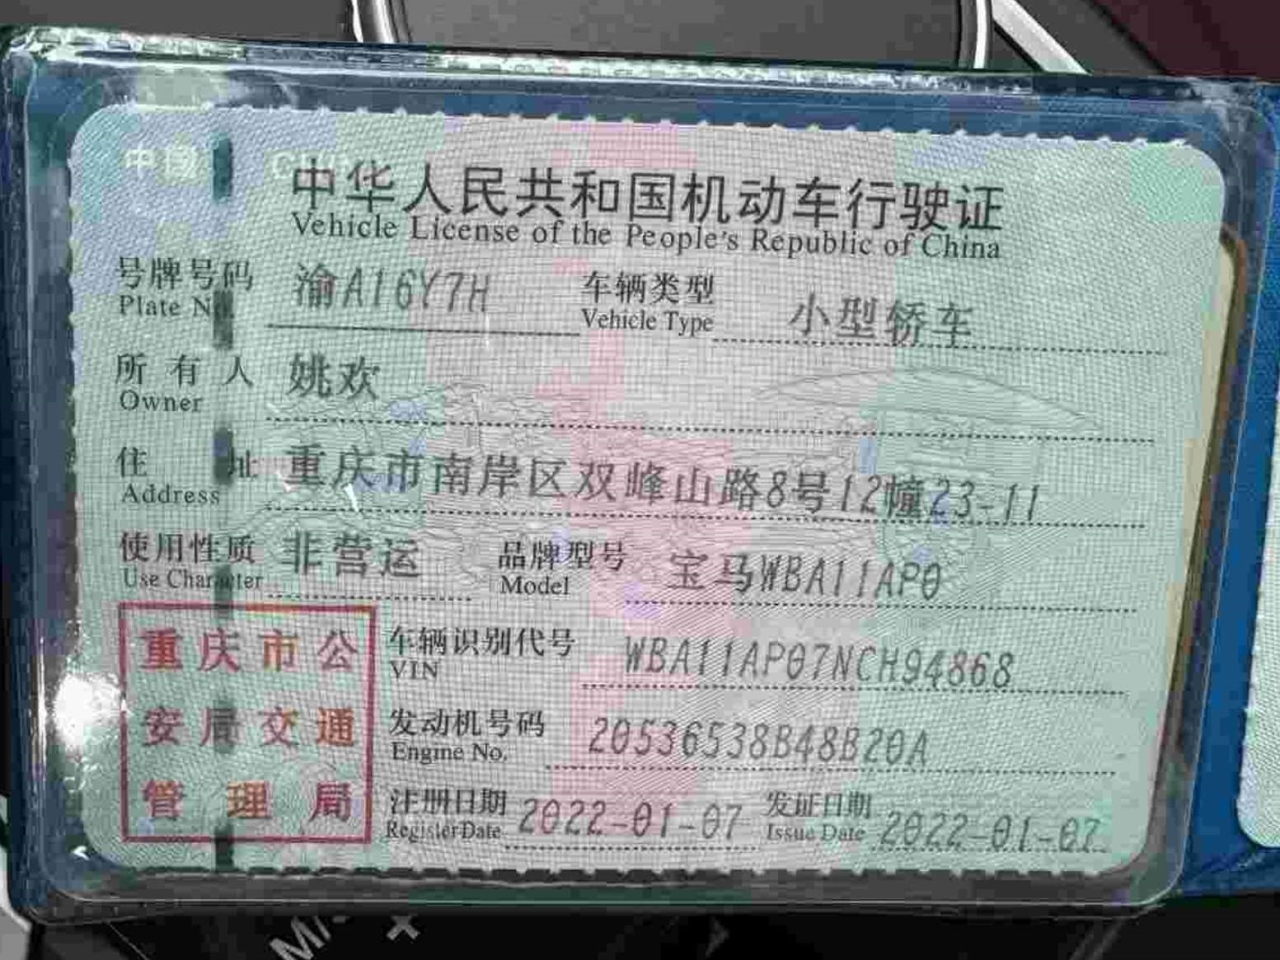 中国 CHI
中华人民共和国机动车行驶证
Vehicle License of the People's Republic of China
号牌号码 渝A16Y7H 车辆类型 小型轿车
Plate No. Vehicle Type
所有人 姚欢
Owner
住址 重庆市南岸区双峰山路8号12幢23-11
Address
使用性质 非营运 品牌型号 宝马WBA11AP0
Use Character Model
重庆市公
安局交通
管理局
车辆识别代号 WBA11AP07NCH94868
VIN
发动机号码 20536538B48B20A
Engine No.
注册日期 2022-01-07 发证日期 2022-01-07
Register Date Issue Date